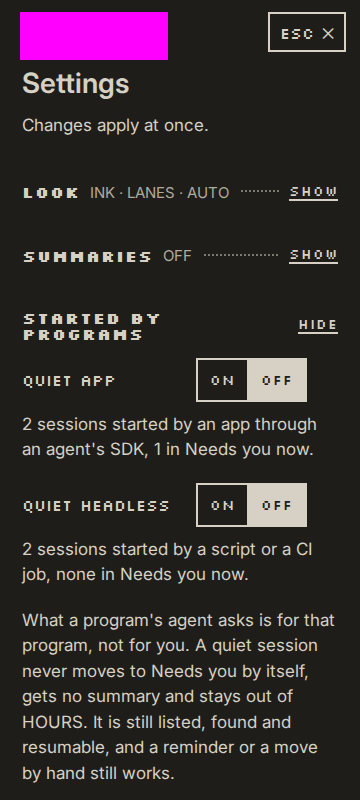 ESC ×
Settings
Changes apply at once.
LOOK INK · LANES · AUTO SHOW
SUMMARIES OFF SHOW
STARTED BY
PROGRAMS HIDE
QUIET APP ON OFF
2 sessions started by an app through
an agent's SDK, 1 in Needs you now.
QUIET HEADLESS ON OFF
2 sessions started by a script or a CI
job, none in Needs you now.
What a program's agent asks is for that
program, not for you. A quiet session
never moves to Needs you by itself,
gets no summary and stays out of
HOURS. It is still listed, found and
resumable, and a reminder or a move
by hand still works.